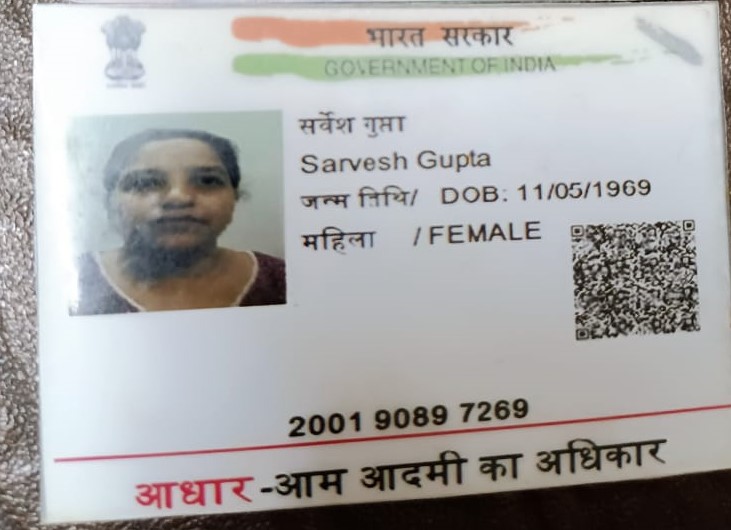 भारत सरकार
GOVERNMENT OF INDIA
सर्वेश गुप्ता
Sarvesh Gupta
जन्म तिथि/ DOB: 11/05/1969
महिला / FEMALE
2001 9089 7269
आधार -आम आदमी का अधिकार